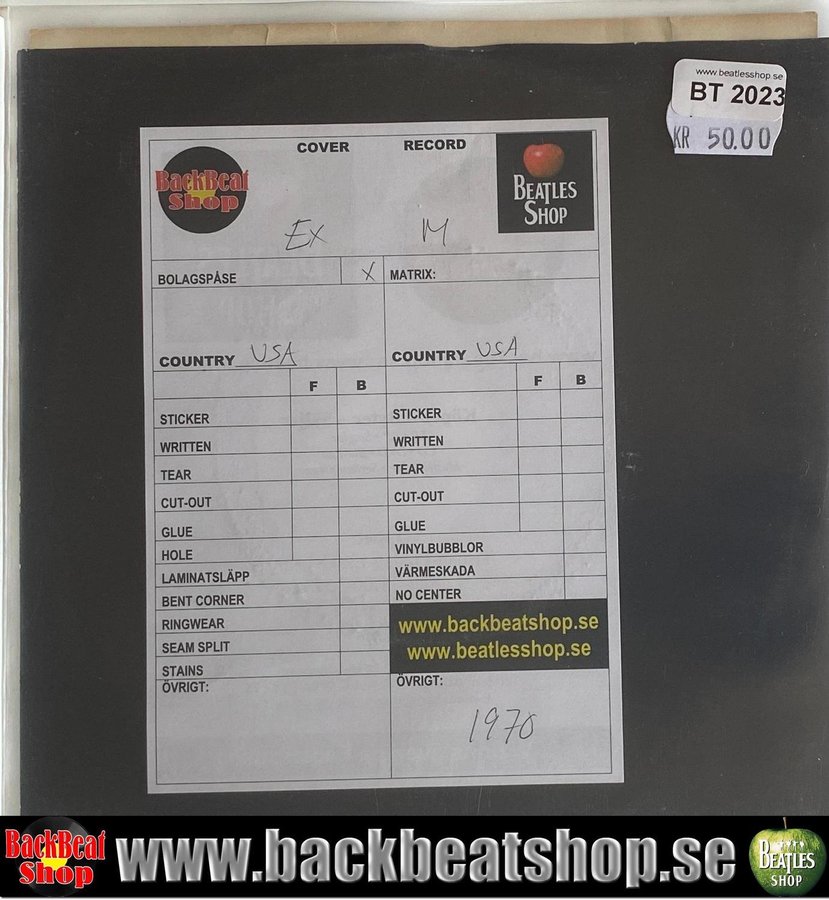 www.beatlesshop.se
BT 2023
KR 50.00
COVER RECORD
BackBeat
Shop
BEATLES
SHOP
EX M
BOLAGSPÅSE X MATRIX:
COUNTRY USA COUNTRY USA
F B F B
STICKER STICKER
WRITTEN WRITTEN
TEAR TEAR
CUT-OUT CUT-OUT
GLUE GLUE
HOLE VINYLBUBBLOR
LAMINATSLÄPP VÄRMESKADA
BENT CORNER NO CENTER
RINGWEAR www.backbeatshop.se
SEAM SPLIT www.beatlesshop.se
STAINS
ÖVRIGT: ÖVRIGT:
1970
BackBeat
Shop
www.backbeatshop.se
BEATLES
SHOP